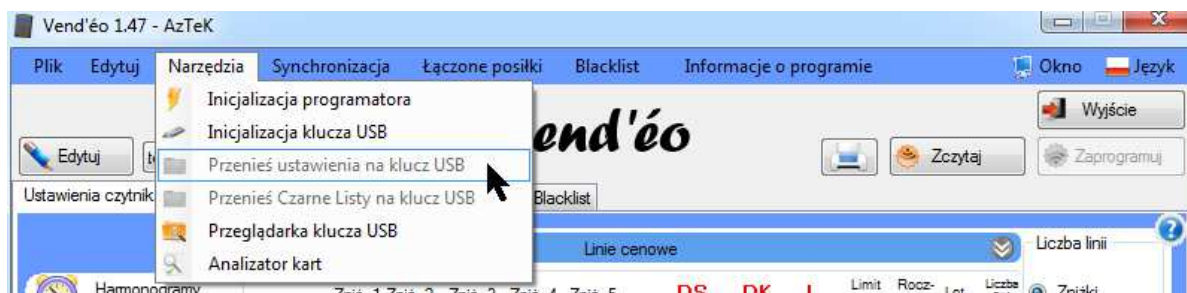 Vend'éo 1.47 - AzTeK
Plik Edytuj Narzędzia Synchronizacja Łączone posiłki Blacklist Informacje o programie Okno Język
Inicjalizacja programatora
Inicjalizacja klucza USB
Przenieś ustawienia na klucz USB
Przenieś Czarne Listy na klucz USB
Przeglądarka klucza USB
Analizator kart
end'éo
Wyjście
Edytuj
Zczytaj
Zaprogramuj
Ustawienia czytnik
Blacklist
Linie cenowe
Liczba linii
Harmonogramy
DS DK L
Limit Rocz-
Liczba
Zniżki